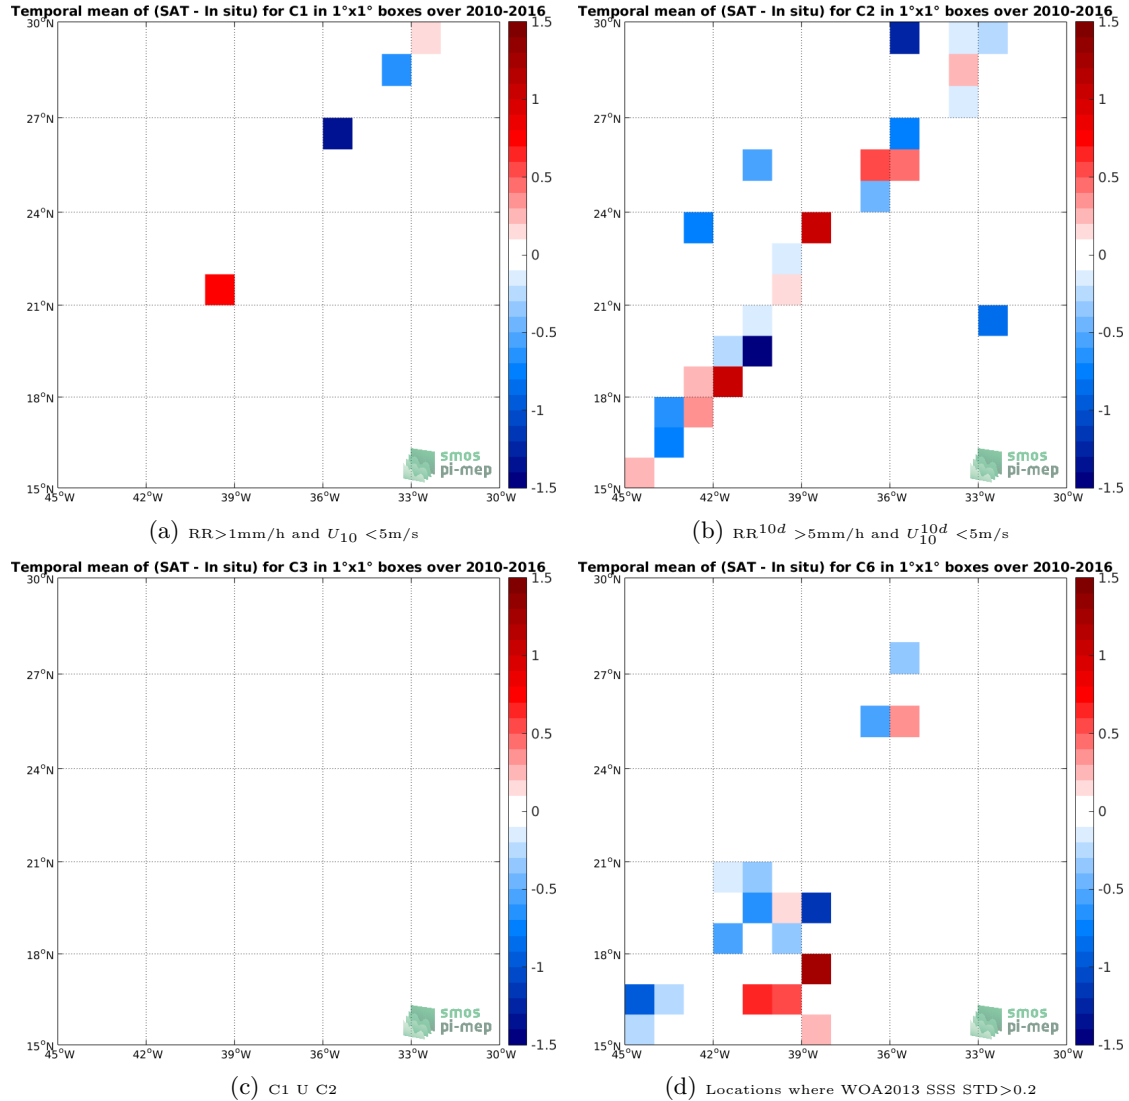 Temporal mean of (SAT - In situ) for C1 in 1°x1° boxes over 2010-2016
30°N
27°N
24°N
21°N
18°N
15°N
45°W 42°W 39°W 36°W 33°W 30°W
1.5
1
0.5
0
-0.5
-1
-1.5
smos
pi-mep
(a) RR>1mm/h and U10 <5m/s
Temporal mean of (SAT - In situ) for C2 in 1°x1° boxes over 2010-2016
30°N
27°N
24°N
21°N
18°N
15°N
45°W 42°W 39°W 36°W 33°W 30°W
1.5
1
0.5
0
-0.5
-1
-1.5
smos
pi-mep
(b) RR^10d >5mm/h and U10^10d <5m/s
Temporal mean of (SAT - In situ) for C3 in 1°x1° boxes over 2010-2016
30°N
27°N
24°N
21°N
18°N
15°N
45°W 42°W 39°W 36°W 33°W 30°W
1.5
1
0.5
0
-0.5
-1
-1.5
smos
pi-mep
(c) C1 U C2
Temporal mean of (SAT - In situ) for C6 in 1°x1° boxes over 2010-2016
30°N
27°N
24°N
21°N
18°N
15°N
45°W 42°W 39°W 36°W 33°W 30°W
1.5
1
0.5
0
-0.5
-1
-1.5
smos
pi-mep
(d) Locations where WOA2013 SSS STD>0.2